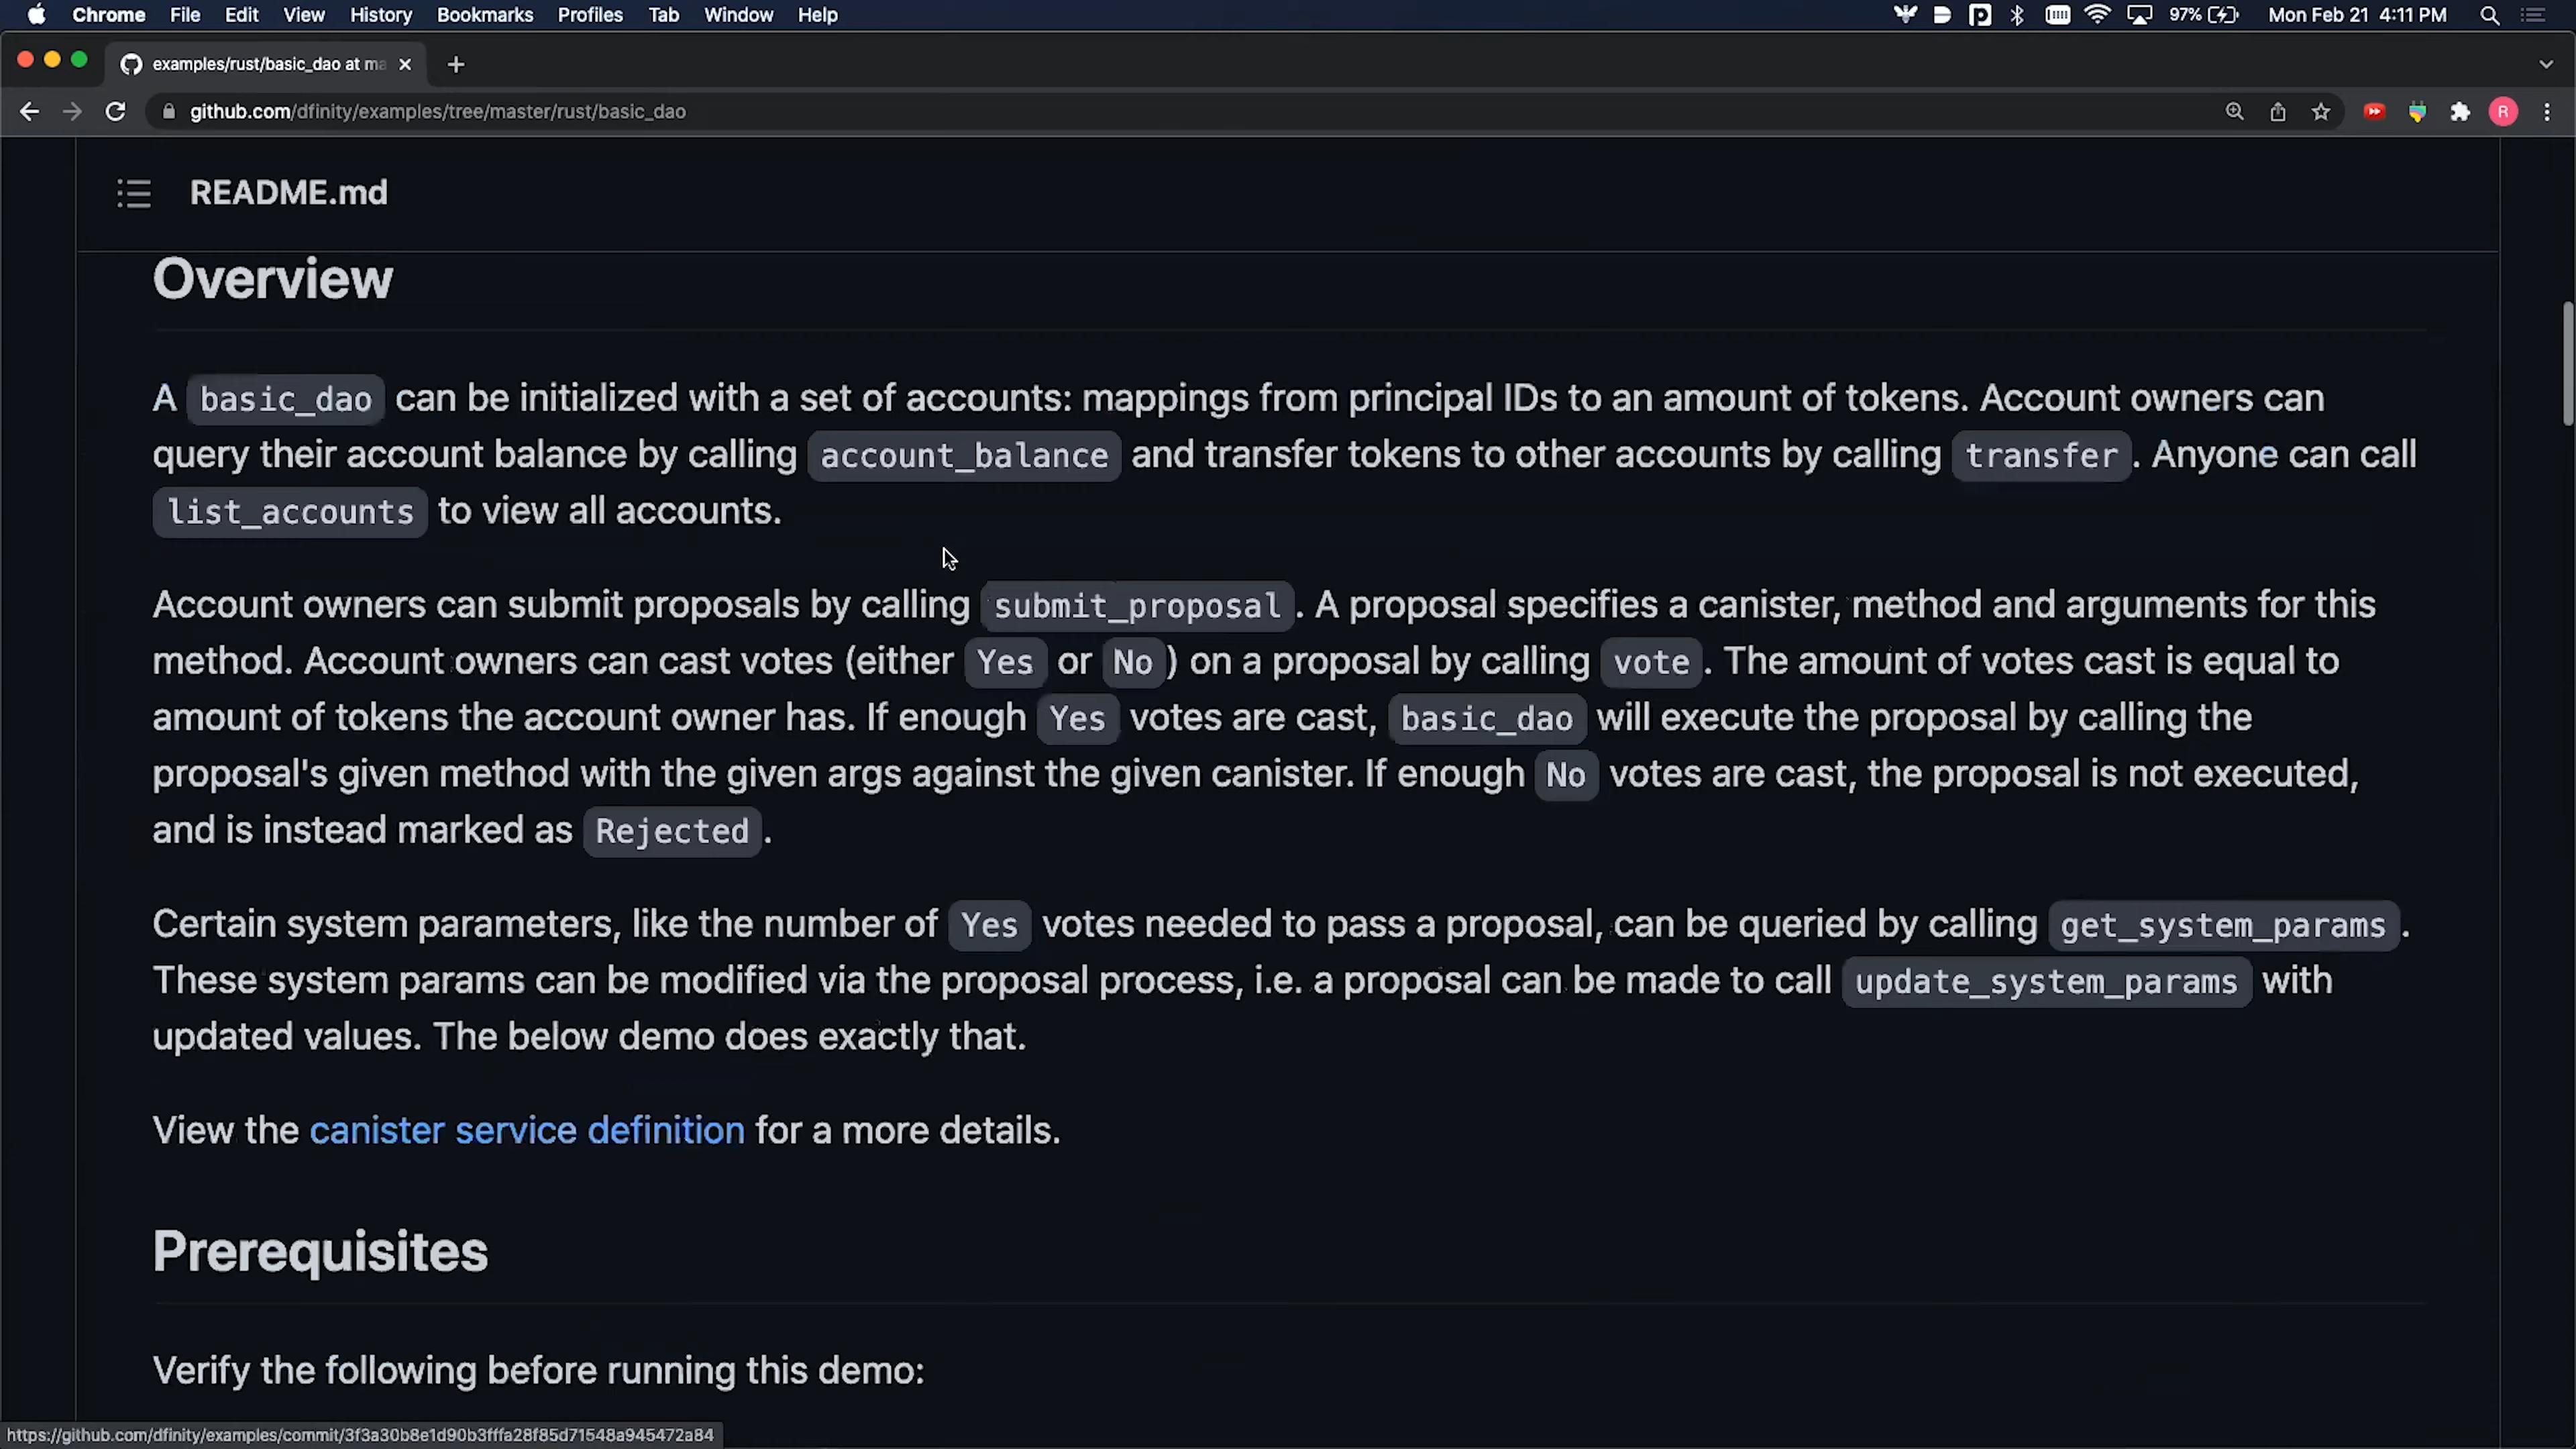 Chrome File Edit View History Bookmarks Profiles Tab Window Help 97% Mon Feb 21 4:11 PM
examples/rust/basic_dao at ma
github.com/dfinity/examples/tree/master/rust/basic_dao R
README.md
Overview
A basic_dao can be initialized with a set of accounts: mappings from principal IDs to an amount of tokens. Account owners can
query their account balance by calling account_balance and transfer tokens to other accounts by calling transfer. Anyone can call
list_accounts to view all accounts.
Account owners can submit proposals by calling submit_proposal. A proposal specifies a canister, method and arguments for this
method. Account owners can cast votes (either Yes or No) on a proposal by calling vote. The amount of votes cast is equal to
amount of tokens the account owner has. If enough Yes votes are cast, basic_dao will execute the proposal by calling the
proposal's given method with the given args against the given canister. If enough No votes are cast, the proposal is not executed,
and is instead marked as Rejected.
Certain system parameters, like the number of Yes votes needed to pass a proposal, can be queried by calling get_system_params.
These system params can be modified via the proposal process, i.e. a proposal can be made to call update_system_params with
updated values. The below demo does exactly that.
View the canister service definition for a more details.
Prerequisites
Verify the following before running this demo:
https://github.com/dfinity/examples/commit/3f3a30b8e1d90b3fffa28f85d71548a945472a84